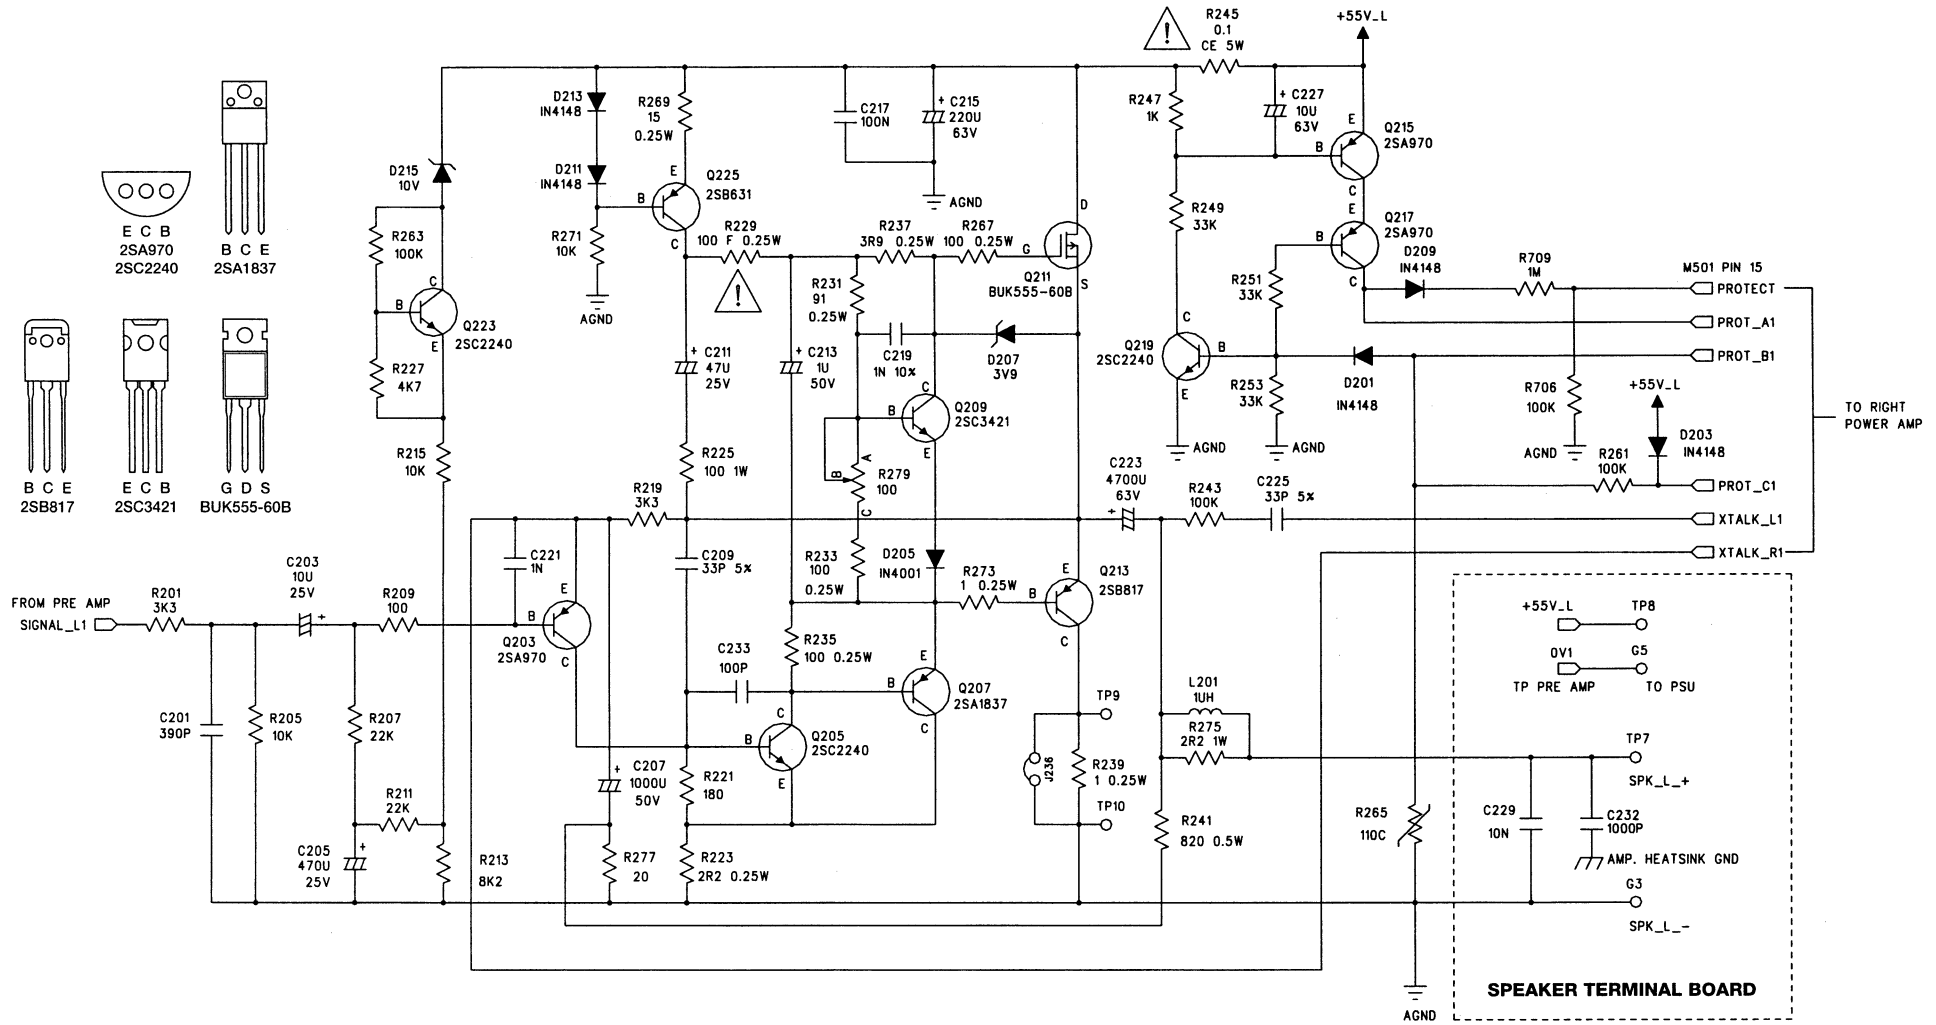 E C B
2SA970
2SC2240
B C E
2SA1837
B C E
2SB817
E C B
2SC3421
G D S
BUK555-60B
FROM PRE AMP
SIGNAL_L1
R201
3K3
C201
390P
R205
10K
C203
10U
25V
+
R207
22K
C205
470U
25V
+
R209
100
R211
22K
R213
8K2
D215
10V
R263
100K
R227
4K7
C
B
E
Q223
2SC2240
R215
10K
D213
IN4148
D211
IN4148
R271
10K
AGND
R269
15
0.25W
E
B
C
Q225
2SB631
R229
100 F 0.25W
!
+
C211
47U
25V
R225
100 1W
R219
3K3
C221
1N
E
B
C
Q203
2SA970
C209
33P 5%
C233
100P
+
C207
1000U
50V
R277
20
R221
180
R223
2R2 0.25W
C
B
E
Q205
2SC2240
R235
100 0.25W
+
C213
1U
50V
R231
91
0.25W
C217
100N
+
C215
220U
63V
AGND
R237
3R9 0.25W
R267
100 0.25W
C219
1N 10%
D207
3V9
C
B
E
Q209
2SC3421
A
B
C
R279
100
R233
100
0.25W
D205
IN4001
R273
1 0.25W
E
B
C
Q207
2SA1837
D
G
S
Q211
BUK555-60B
E
B
C
Q213
2SB817
TP9
J236
R239
1 0.25W
TP10
!
R245
0.1
CE 5W
+55V_L
R247
1K
+
C227
10U
63V
E
B
C
Q215
2SA970
R249
33K
E
B
C
Q217
2SA970
R251
33K
D209
IN4148
R709
1M
C
B
E
Q219
2SC2240
AGND
R253
33K
AGND
D201
IN4148
R706
100K
AGND
M501 PIN 15
PROTECT
PROT_A1
PROT_B1
+55V_L
D203
IN4148
R261
100K
PROT_C1
XTALK_L1
XTALK_R1
TO RIGHT
POWER AMP
C223
4700U
63V
+
R243
100K
C225
33P 5%
L201
1UH
R275
2R2 1W
R241
820 0.5W
R265
110C
AGND
+55V_L
TP8
0V1
G5
TP PRE AMP
TO PSU
TP7
SPK_L_+
C229
10N
C232
1000P
AMP. HEATSINK GND
G3
SPK_L_-
SPEAKER TERMINAL BOARD